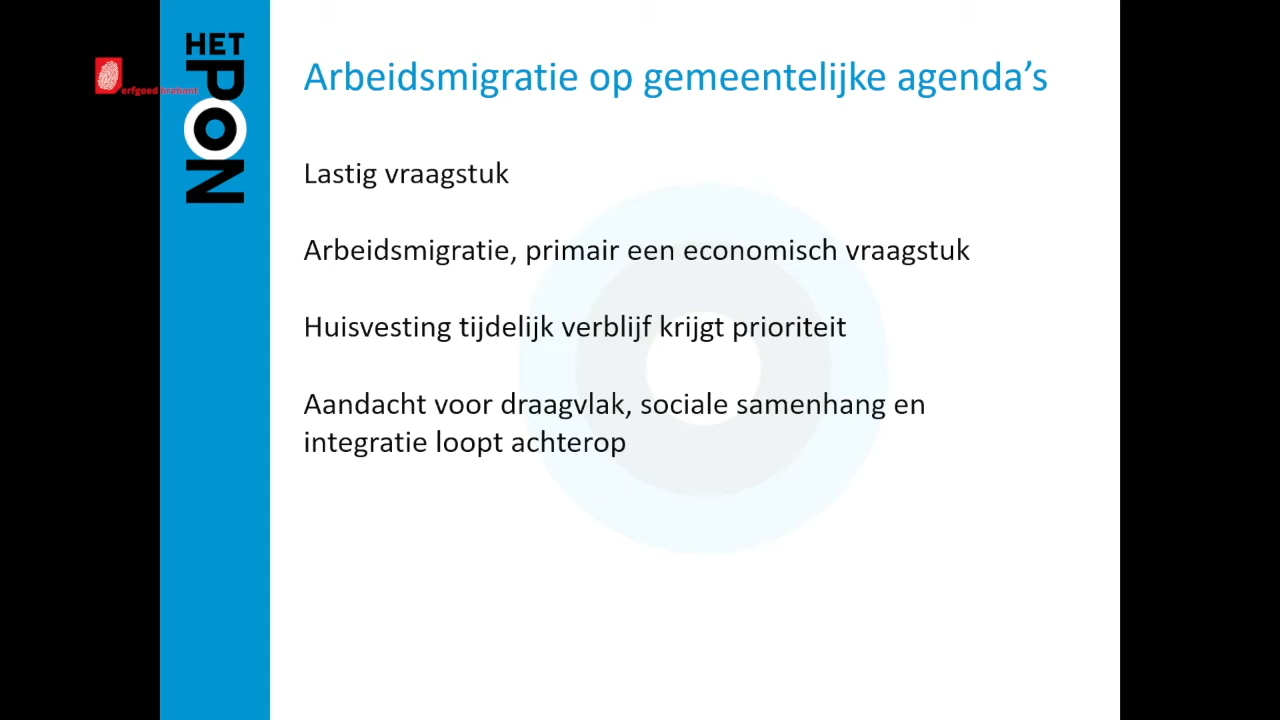 HET
PON
erfgoed brabant
Arbeidsmigratie op gemeentelijke agenda’s
Lastig vraagstuk
Arbeidsmigratie, primair een economisch vraagstuk
Huisvesting tijdelijk verblijf krijgt prioriteit
Aandacht voor draagvlak, sociale samenhang en
integratie loopt achterop